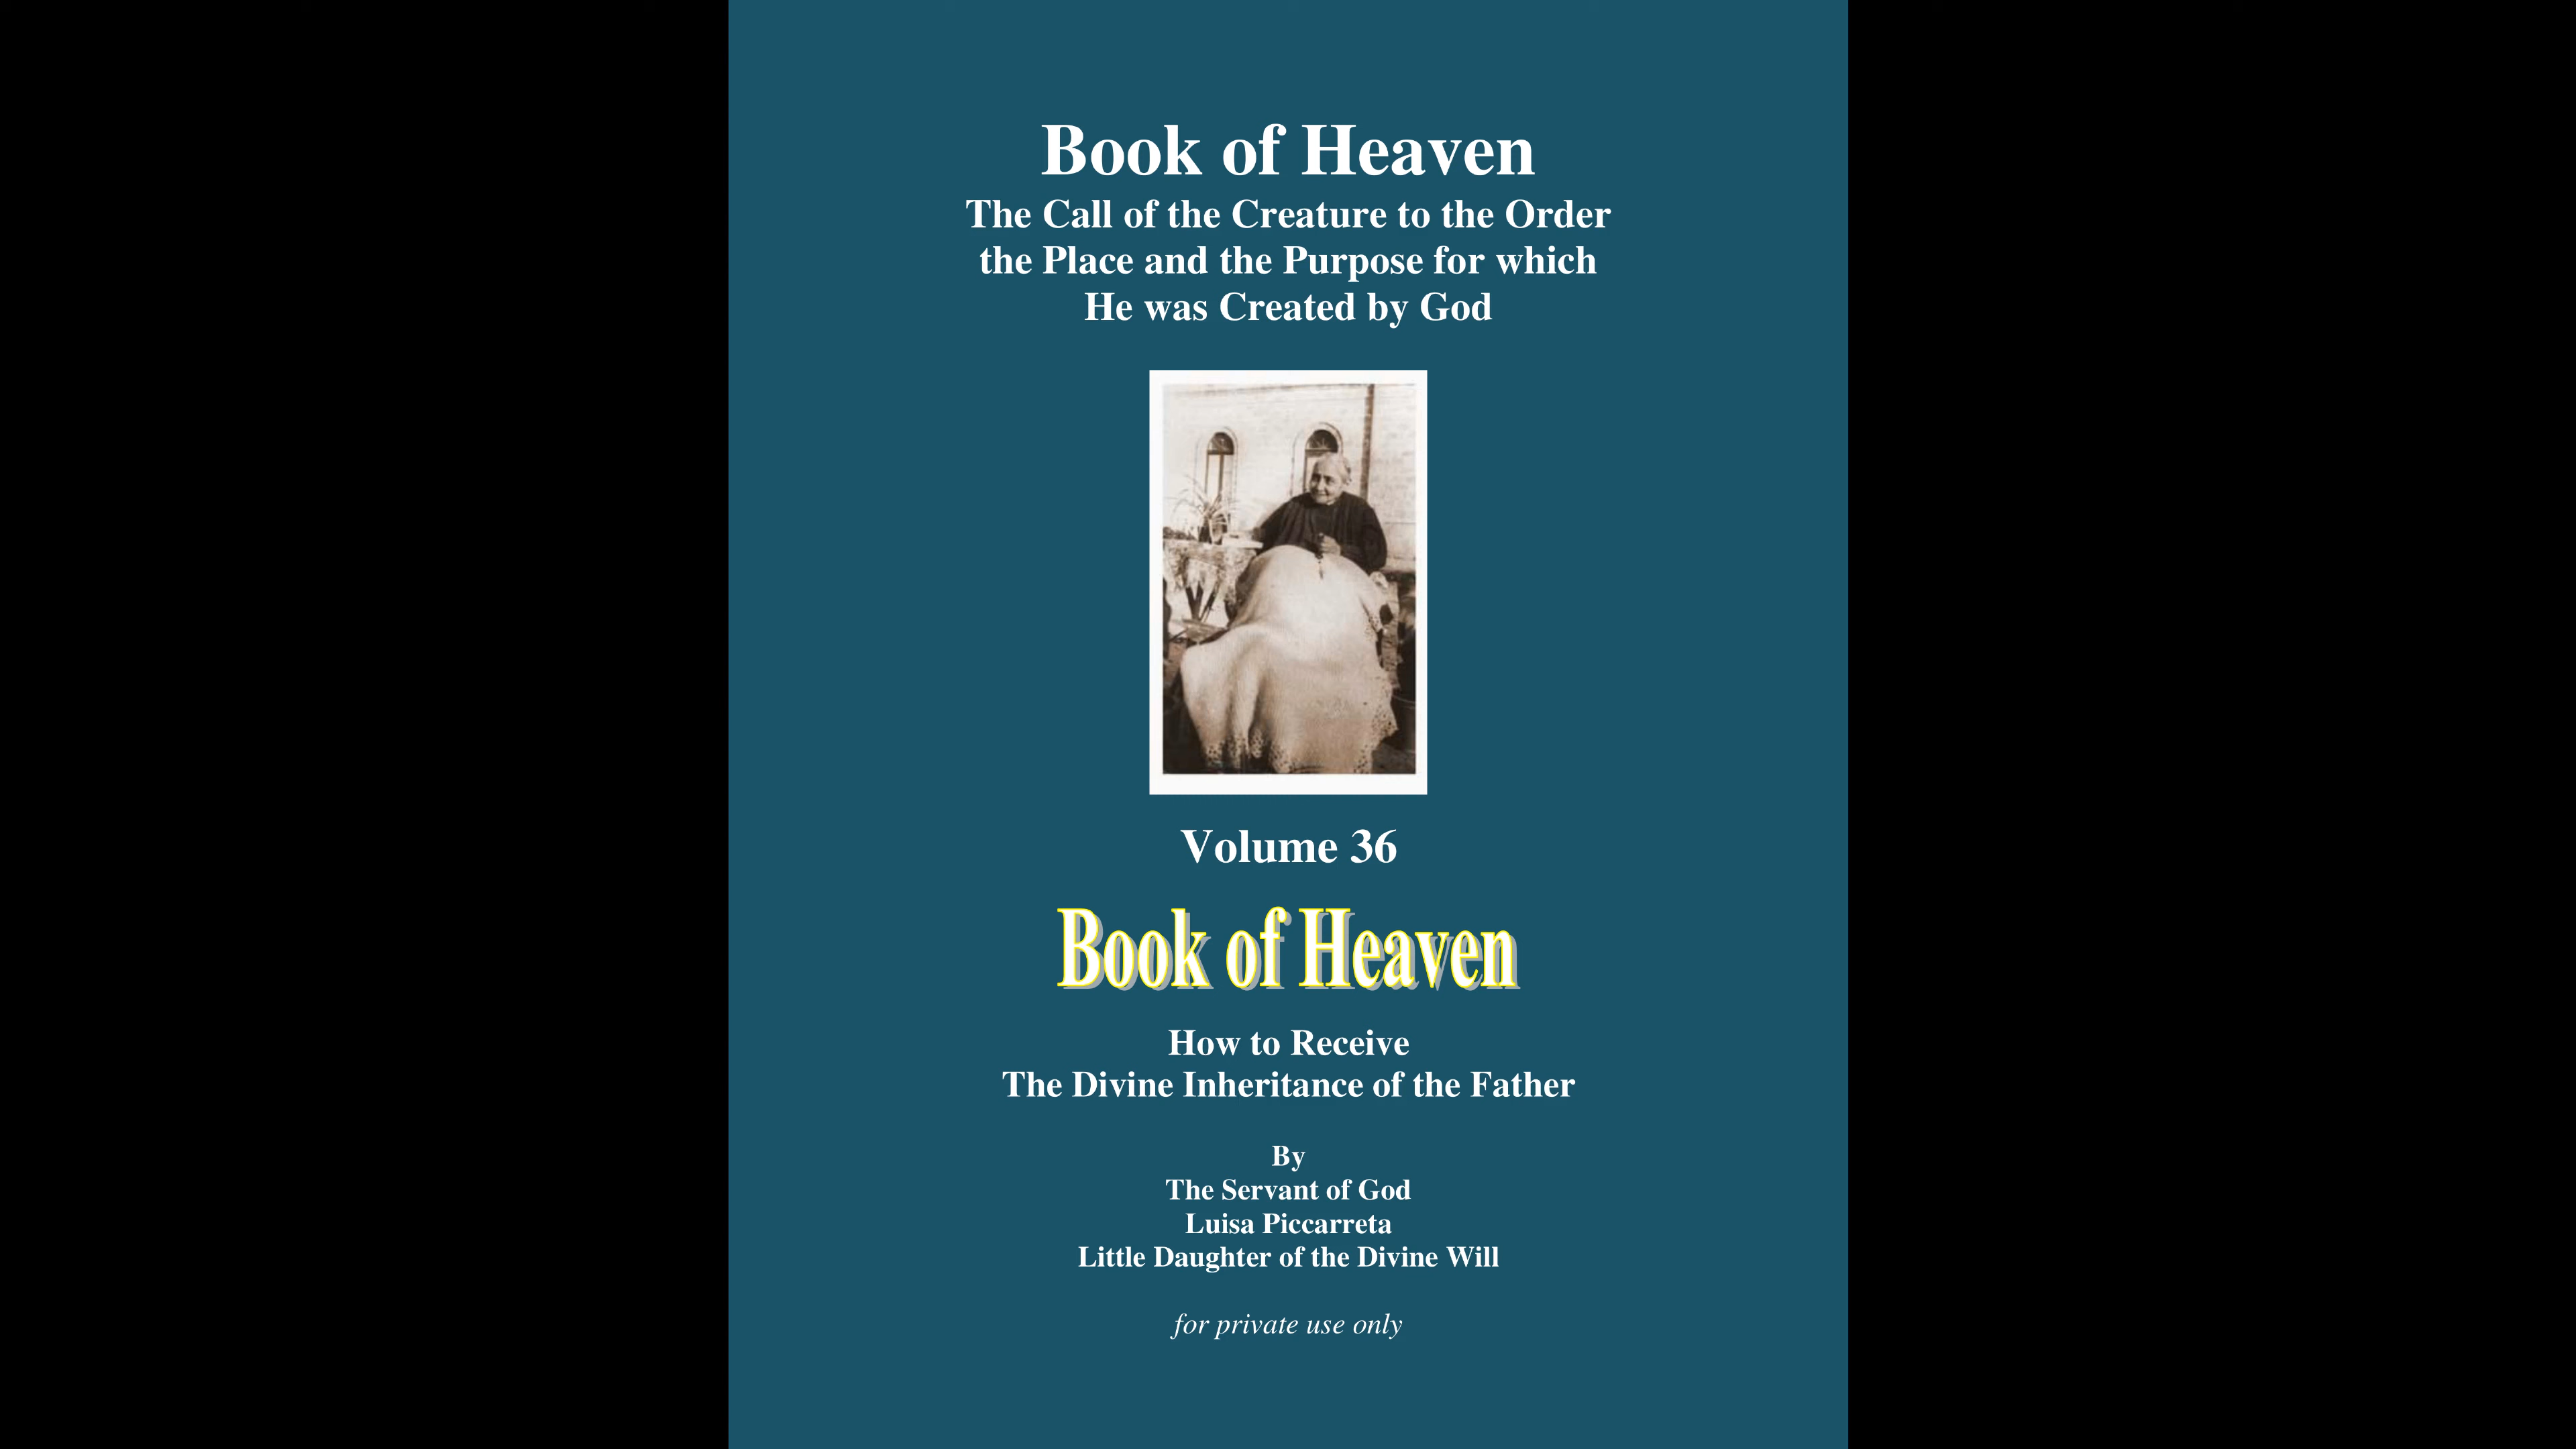 Book of Heaven
The Call of the Creature to the Order
the Place and the Purpose for which
He was Created by God
Volume 36
Book of Heaven
How to Receive
The Divine Inheritance of the Father
By
The Servant of God
Luisa Piccarreta
Little Daughter of the Divine Will
for private use only